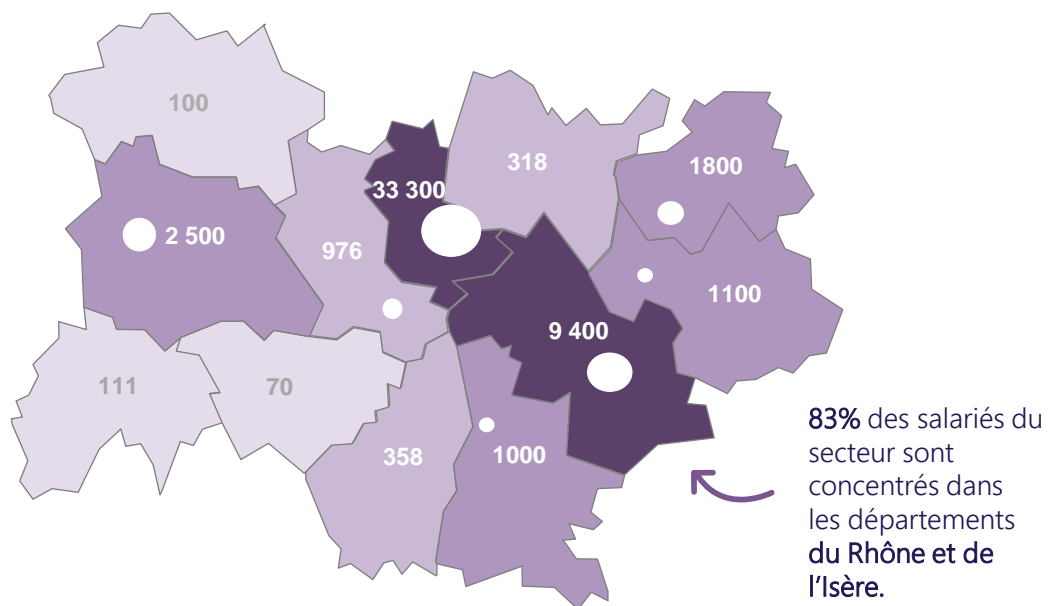 100
318
1800
33 300
2 500
976
1100
9 400
111
70
358
1000
83% des salariés du
secteur sont
concentrés dans
les départements
du Rhône et de
l'Isère.